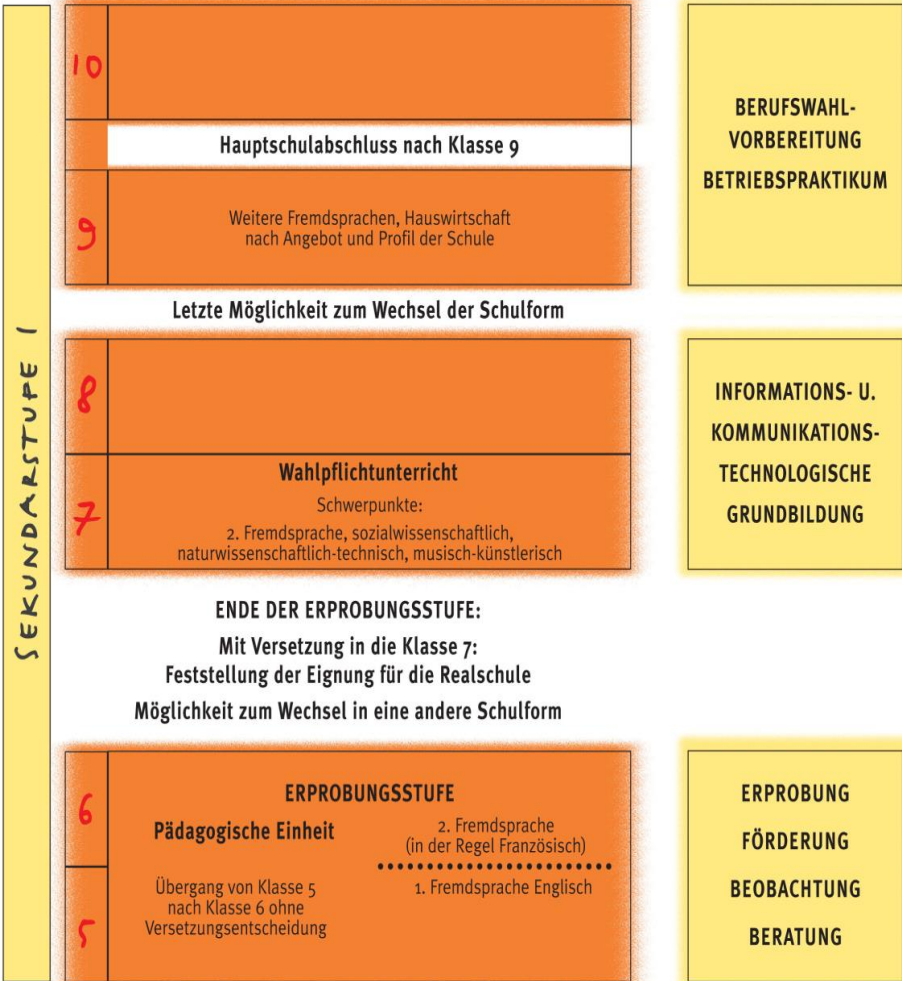 SEKUNDARSTUFE I
10
Hauptschulabschluss nach Klasse 9
9
Weitere Fremdsprachen, Hauswirtschaft
nach Angebot und Profil der Schule
BERUFSWAHL-
VORBEREITUNG
BETRIEBSPRAKTIKUM
Letzte Möglichkeit zum Wechsel der Schulform
8
7
Wahlpflichtunterricht
Schwerpunkte:
2. Fremdsprache, sozialwissenschaftlich,
naturwissenschaftlich-technisch, musisch-künstlerisch
INFORMATIONS- U.
KOMMUNIKATIONS-
TECHNOLOGISCHE
GRUNDBILDUNG
ENDE DER ERPROBUNGSSTUFE:
Mit Versetzung in die Klasse 7:
Feststellung der Eignung für die Realschule
Möglichkeit zum Wechsel in eine andere Schulform
6
5
ERPROBUNGSSTUFE
Pädagogische Einheit
Übergang von Klasse 5
nach Klasse 6 ohne
Versetzungsentscheidung
2. Fremdsprache
(in der Regel Französisch)
1. Fremdsprache Englisch
ERPROBUNG
FÖRDERUNG
BEOBACHTUNG
BERATUNG